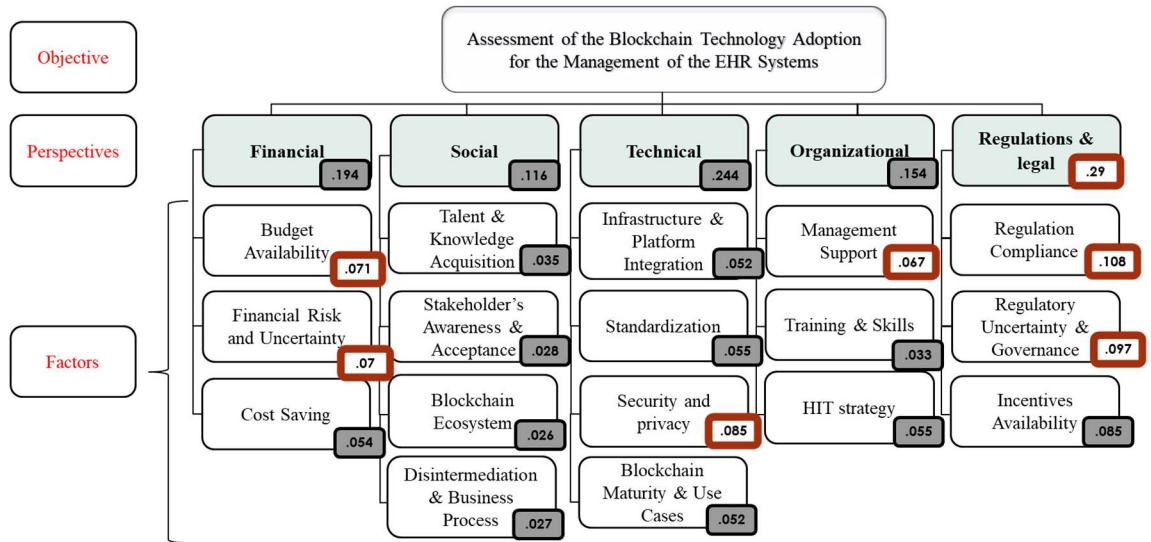 Objective
Assessment of the Blockchain Technology Adoption
for the Management of the EHR Systems
Perspectives
Financial
.194
Social
.116
Technical
.244
Organizational
.154
Regulations &
legal
.29
Factors
Budget
Availability
.071
Financial Risk
and Uncertainty
.07
Cost Saving
.054
Talent &
Knowledge
Acquisition
.035
Stakeholder’s
Awareness &
Acceptance
.028
Blockchain
Ecosystem
.026
Disintermediation
& Business
Process
.027
Infrastructure &
Platform
Integration
.052
Standardization
.055
Security and
privacy
.085
Blockchain
Maturity & Use
Cases
.052
Management
Support
.067
Training & Skills
.033
HIT strategy
.055
Regulation
Compliance
.108
Regulatory
Uncertainty &
Governance
.097
Incentives
Availability
.085